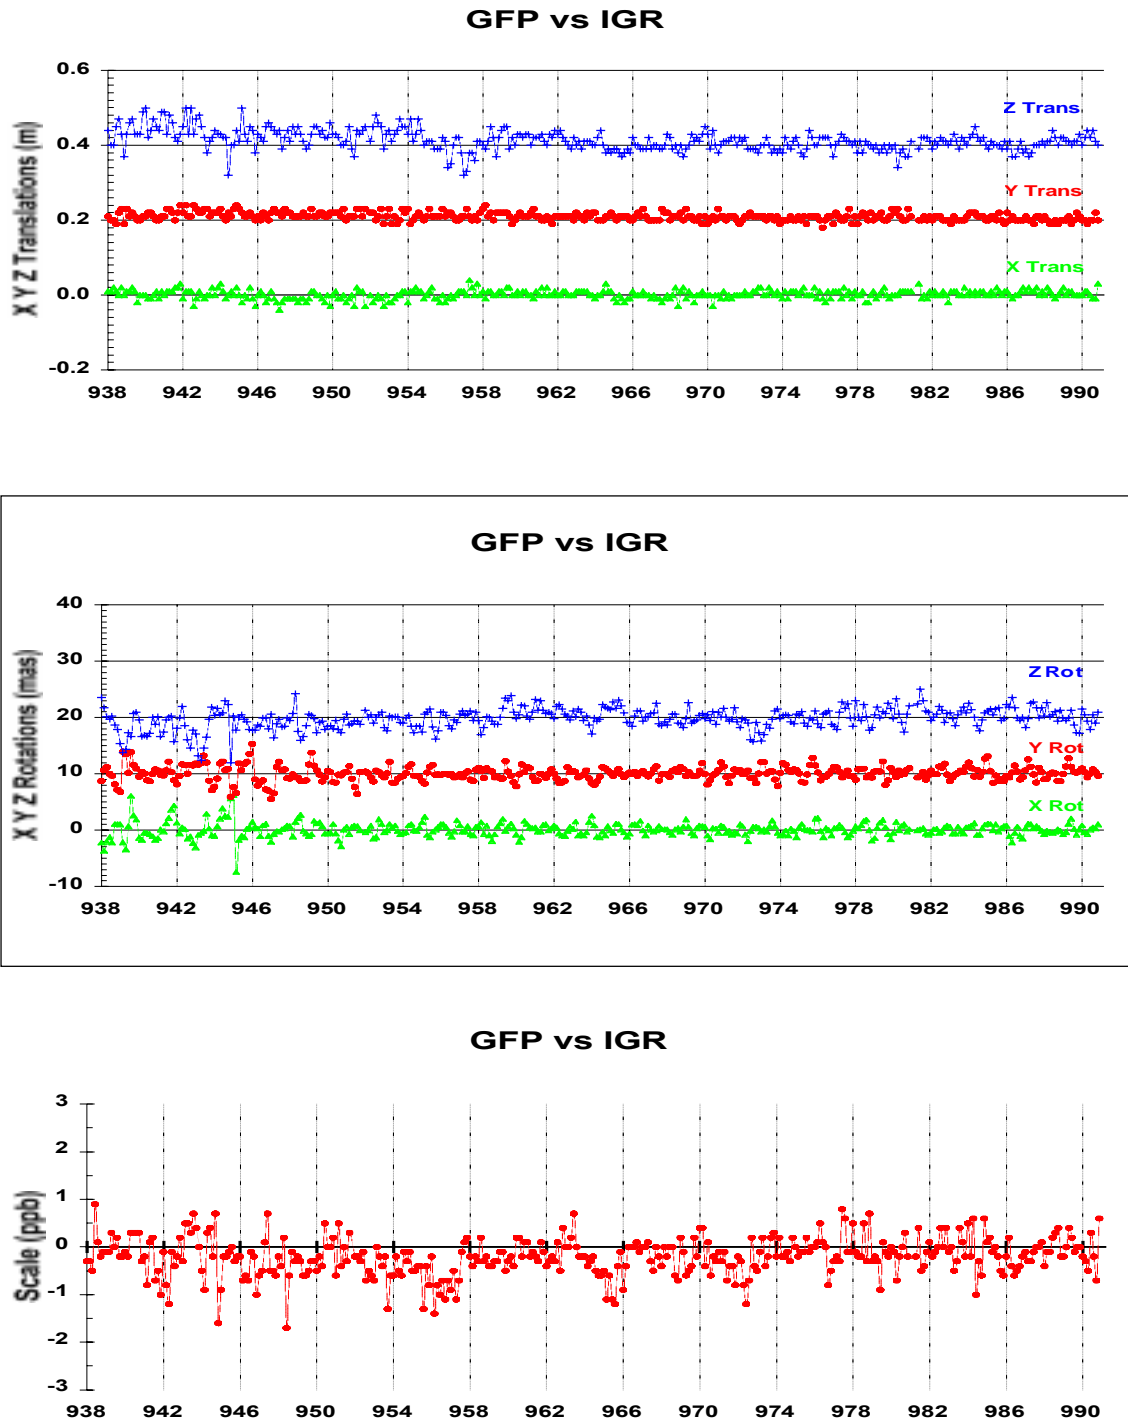 GFP vs IGR
X Y Z Translations (m)
0.6
0.4
0.2
0.0
-0.2
Z Trans
Y Trans
X Trans
938 942 946 950 954 958 962 966 970 974 978 982 986 990
GFP vs IGR
X Y Z Rotations (mas)
40
30
20
10
0
-10
Z Rot
Y Rot
X Rot
938 942 946 950 954 958 962 966 970 974 978 982 986 990
GFP vs IGR
Scale (ppb)
3
2
1
0
-1
-2
-3
938 942 946 950 954 958 962 966 970 974 978 982 986 990